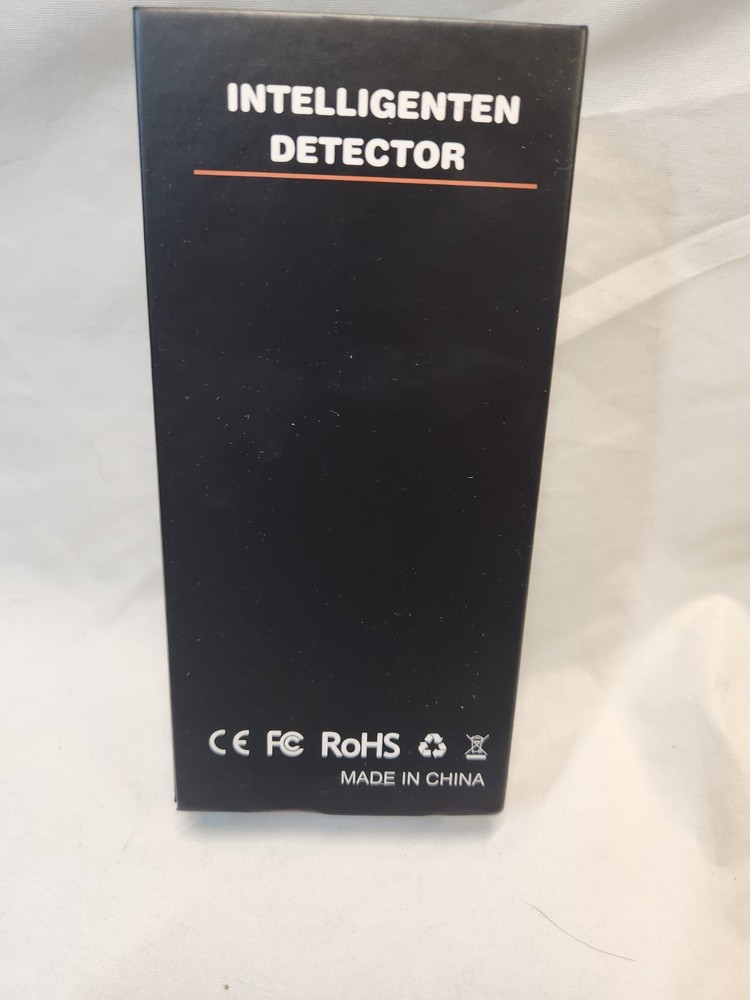 INTELLIGENTEN
DETECTOR
CE FC RoHS
MADE IN CHINA